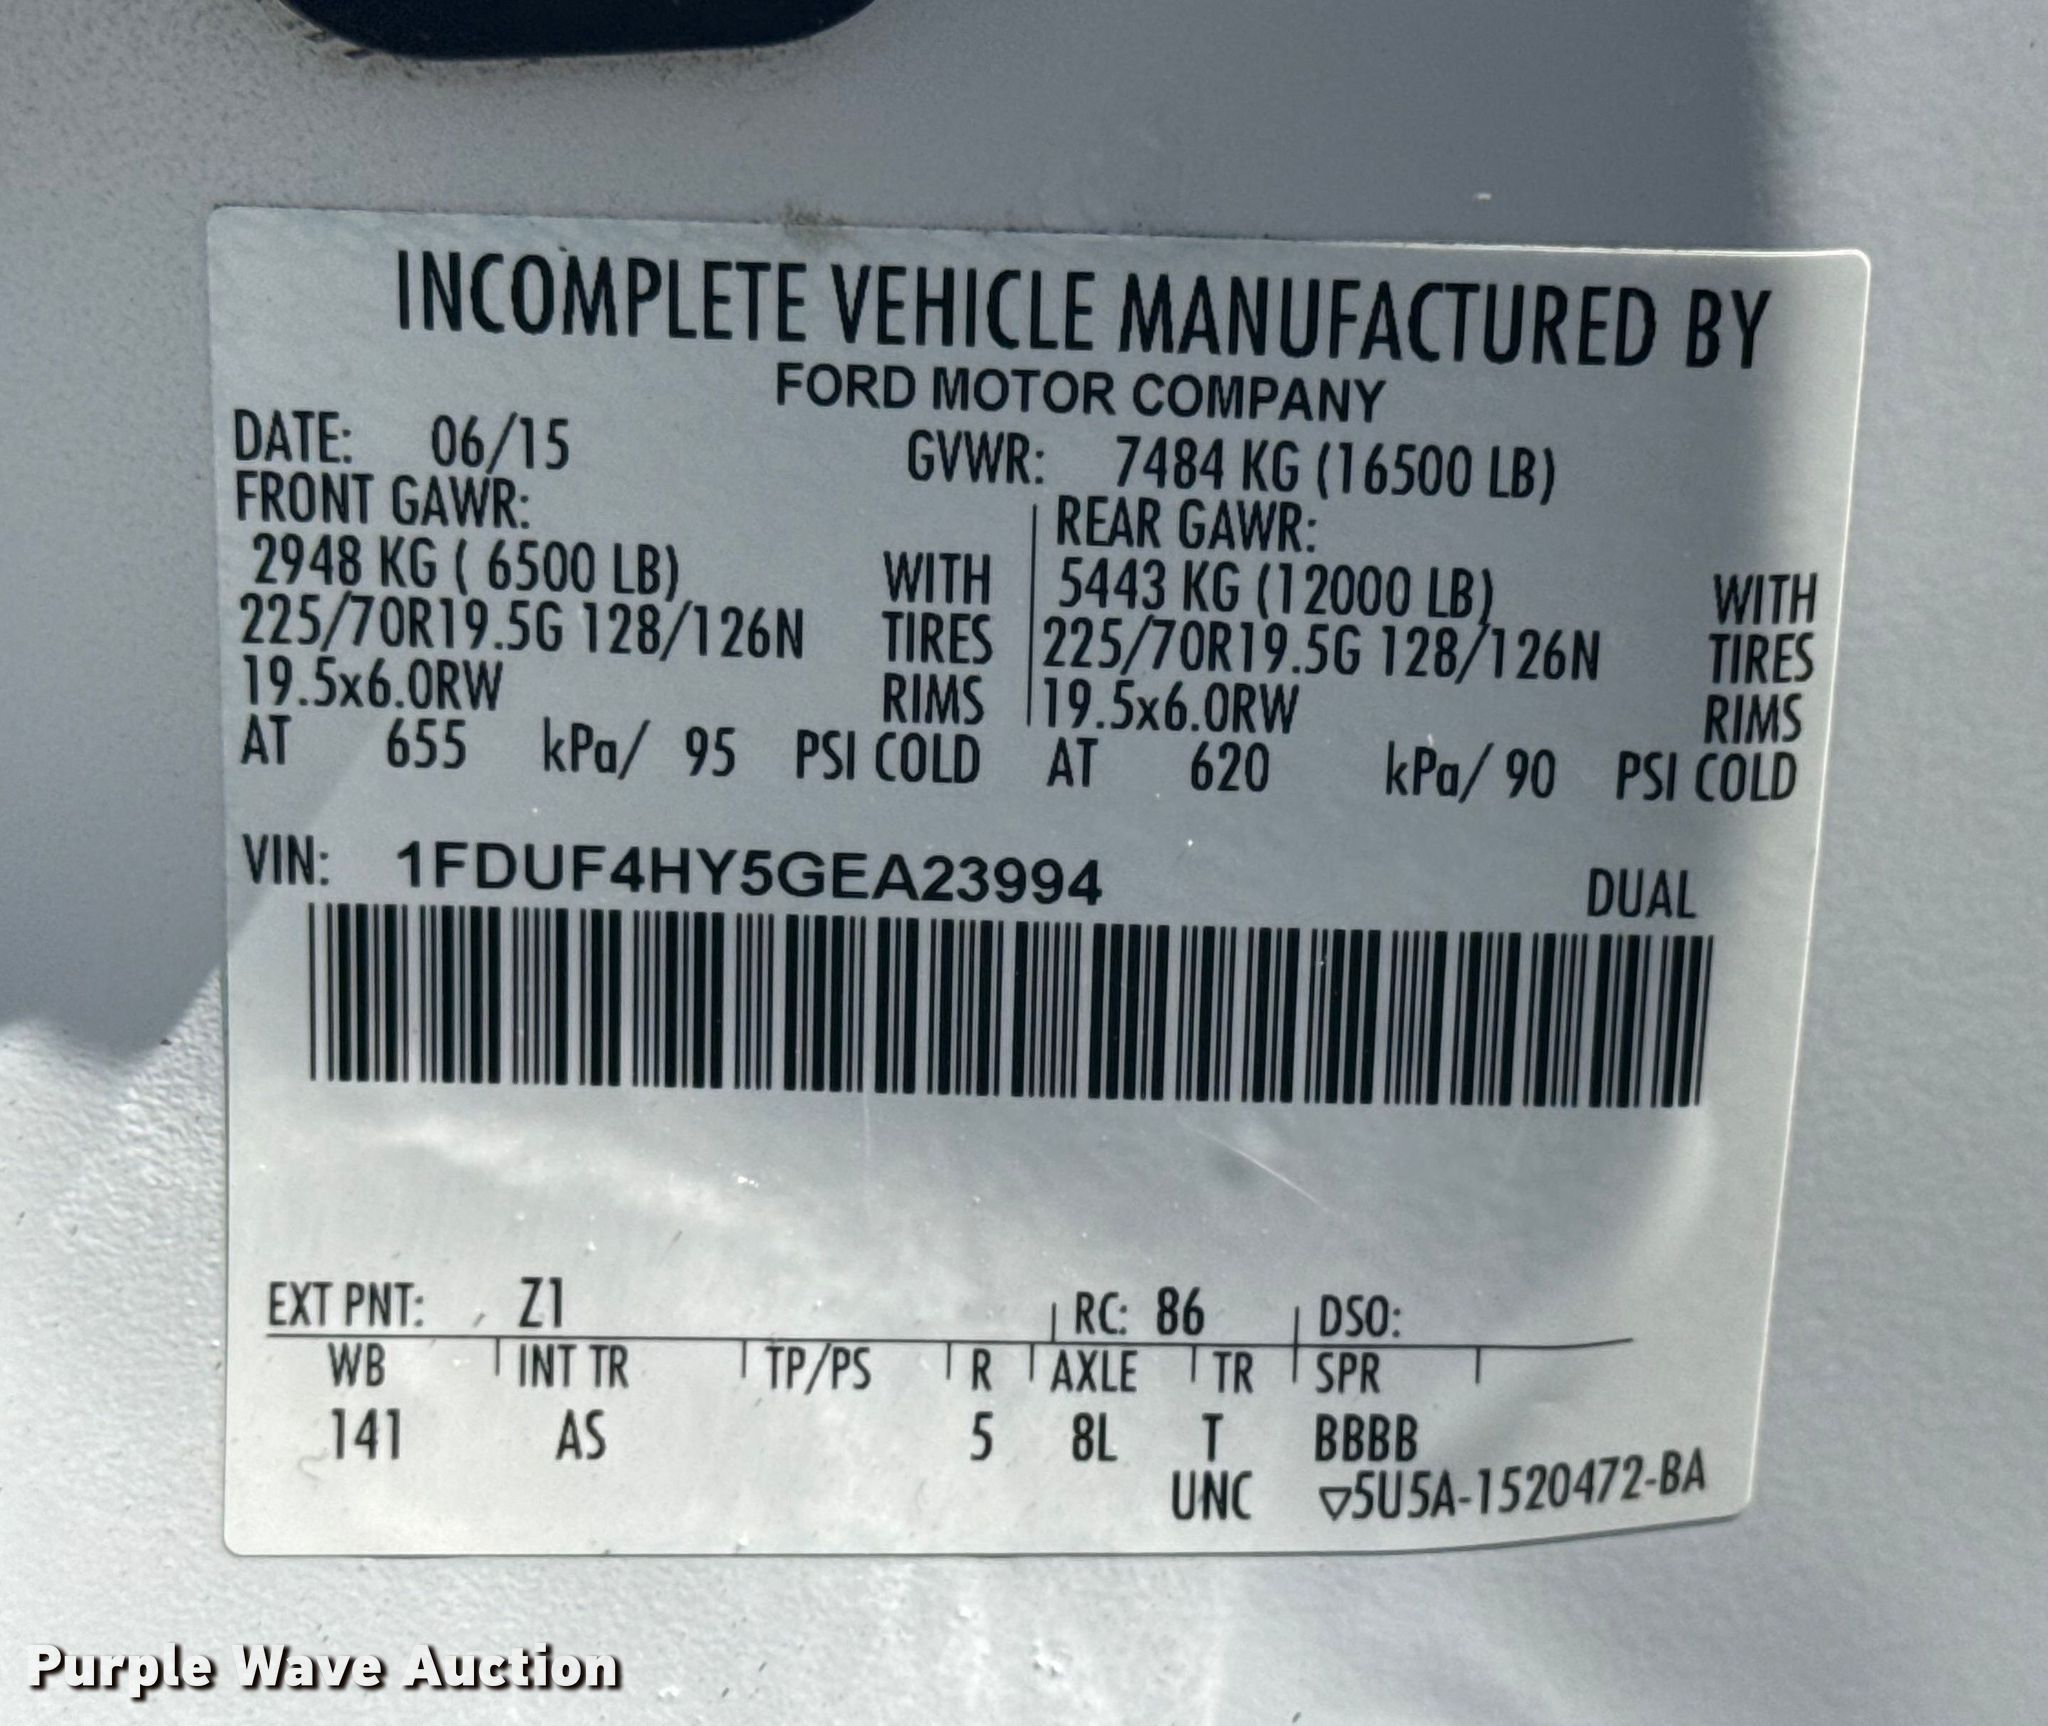 INCOMPLETE VEHICLE MANUFACTURED BY
FORD MOTOR COMPANY
DATE: 06/15 GVWR: 7484 KG (16500 LB)
FRONT GAWR: REAR GAWR:
2948 KG ( 6500 LB) WITH 5443 KG (12000 LB) WITH
225/70R19.5G 128/126N TIRES 225/70R19.5G 128/126N TIRES
19.5x6.0RW RIMS 19.5x6.0RW RIMS
AT 655 kPa/ 95 PSI COLD AT 620 kPa/ 90 PSI COLD
VIN: 1FDUF4HY5GEA23994 DUAL
EXT PNT: Z1 RC: 86 DSO:
WB INT TR TP/PS R AXLE TR SPR
141 AS 5 8L T BBBB
UNC ▽5U5A-1520472-BA
Purple Wave Auction